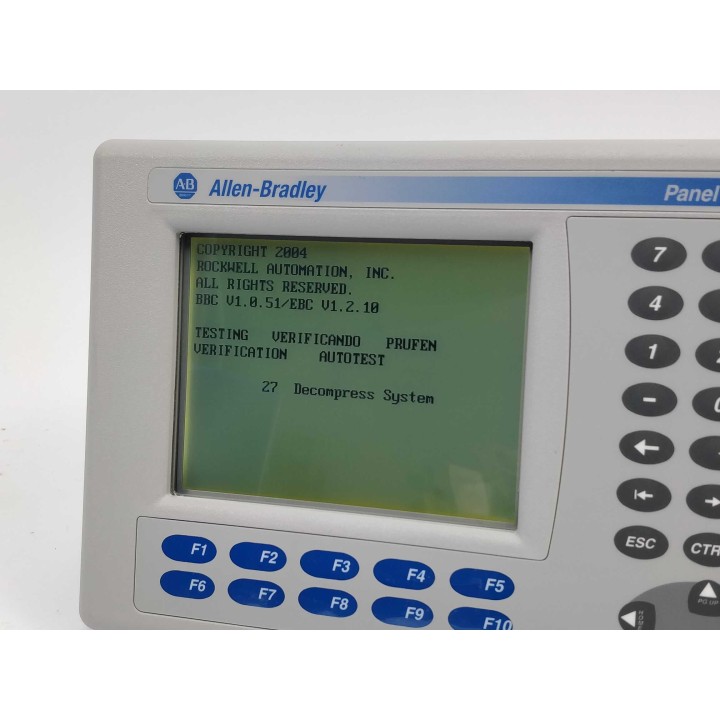 AB Allen-Bradley
Panel
COPYRIGHT 2004
ROCKWELL AUTOMATION, INC.
ALL RIGHTS RESERVED.
BBC V1.0.51/EBC V1.2.10
TESTING VERIFICANDO PRUFEN
VERIFICATION AUTOTEST
27 Decompress System
7
4
1
-
←
ESC CTR
F1 F2 F3 F4 F5
F6 F7 F8 F9 F10
PG UP